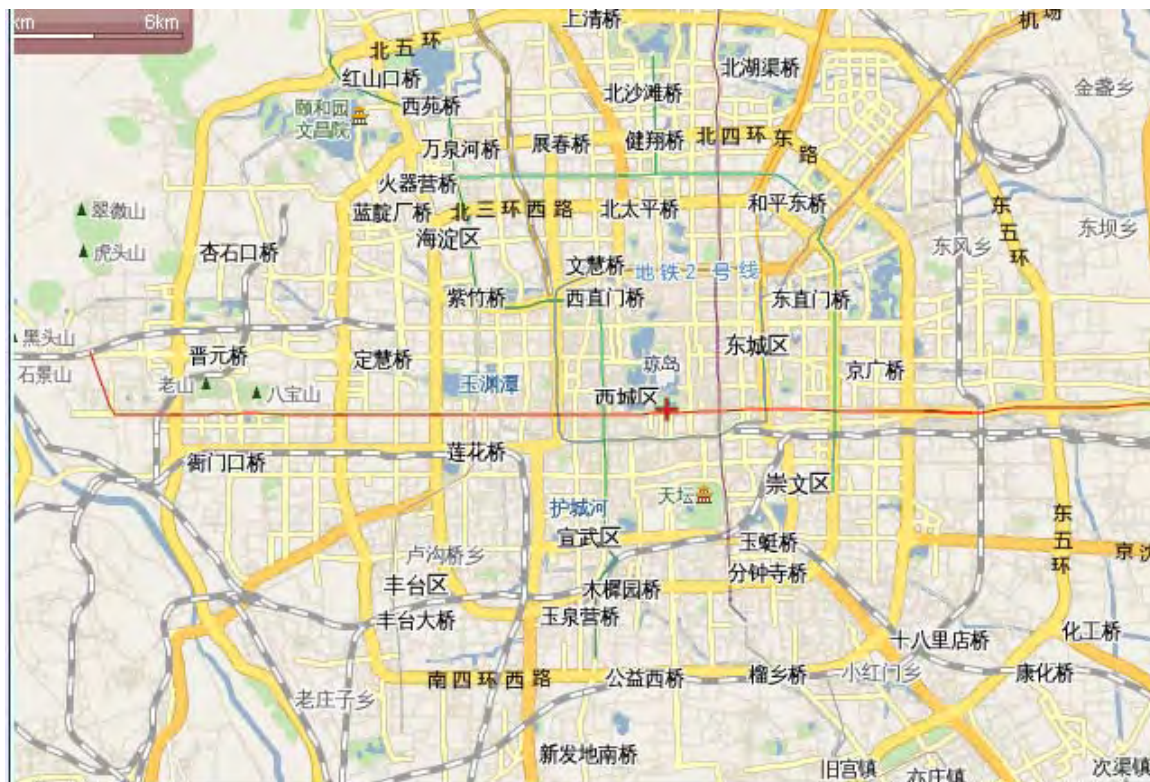 km 6km
上清桥
机场
北五环
红山口桥
北湖渠桥
金盏乡
颐和园
文昌院
西苑桥
北沙滩桥
万泉河桥
展春桥
健翔桥
北四环东路
火器营桥
翠微山
蓝靛厂桥
北三环西路
北太平桥
和平东桥
东五环
东坝乡
海淀区
虎头山
杏石口桥
东风乡
文慧桥
地铁2号线
紫竹桥
西直门桥
东直门桥
黑头山
晋元桥
定慧桥
琼岛
东城区
京广桥
石景山
老山
八宝山
玉渊潭
西城区
衙门口桥
莲花桥
崇文区
天坛
护城河
宣武区
玉蜓桥
东五环
京沈
卢沟桥乡
丰台区
木樨园桥
分钟寺桥
丰台大桥
玉泉营桥
十八里店桥
化工桥
南四环西路
公益西桥
榴乡桥
小红门乡
康化桥
老庄子乡
新发地南桥
旧宫镇
亦庄镇
次渠镇